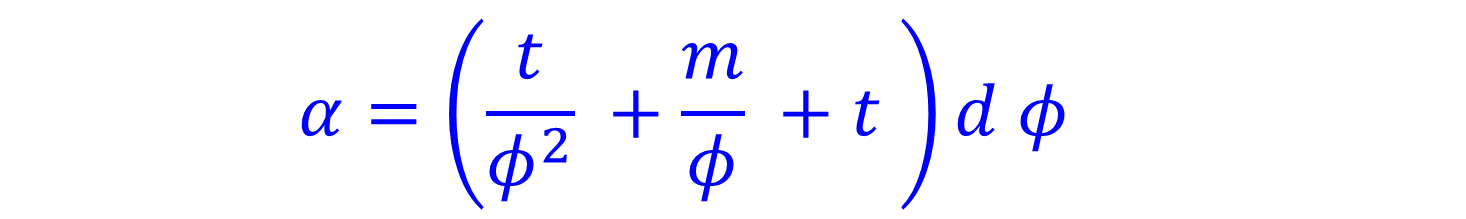 α = ( t/ϕ² + m/ϕ + t ) d ϕ